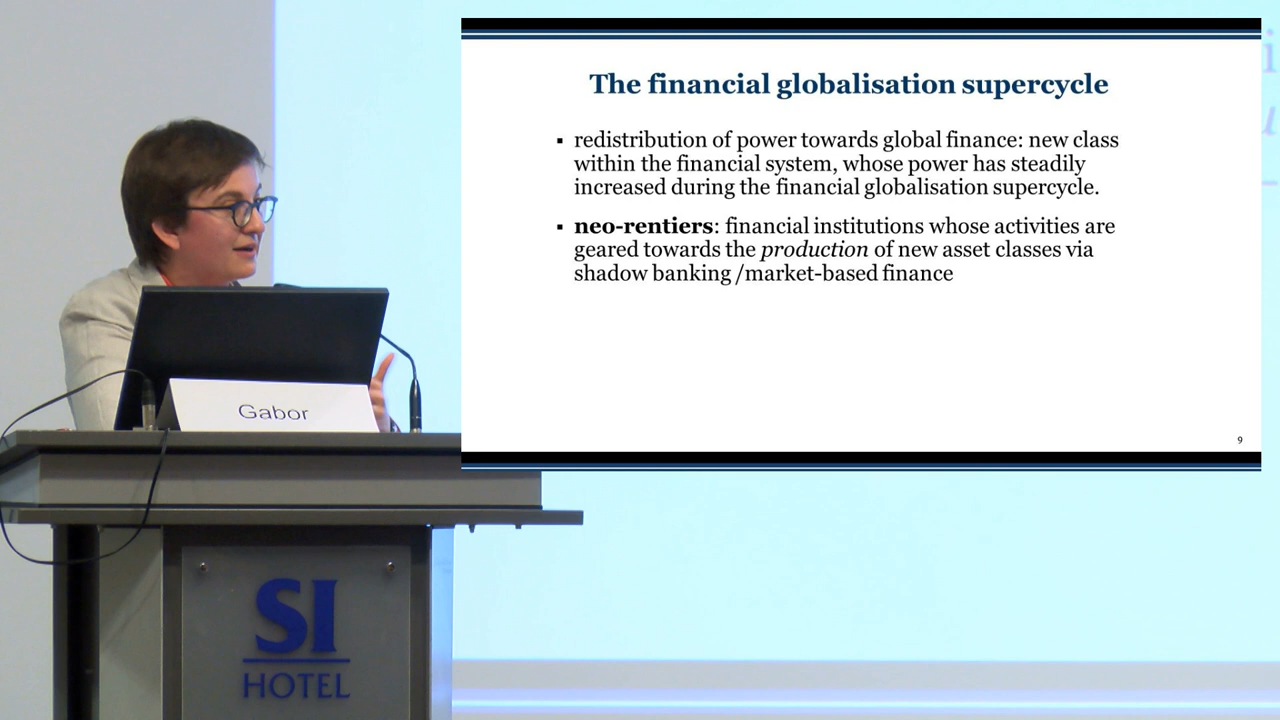 The financial globalisation supercycle
▪ redistribution of power towards global finance: new class
within the financial system, whose power has steadily
increased during the financial globalisation supercycle.
▪ neo-rentiers: financial institutions whose activities are
geared towards the production of new asset classes via
shadow banking /market-based finance
9
Gabor
SI
HOTEL